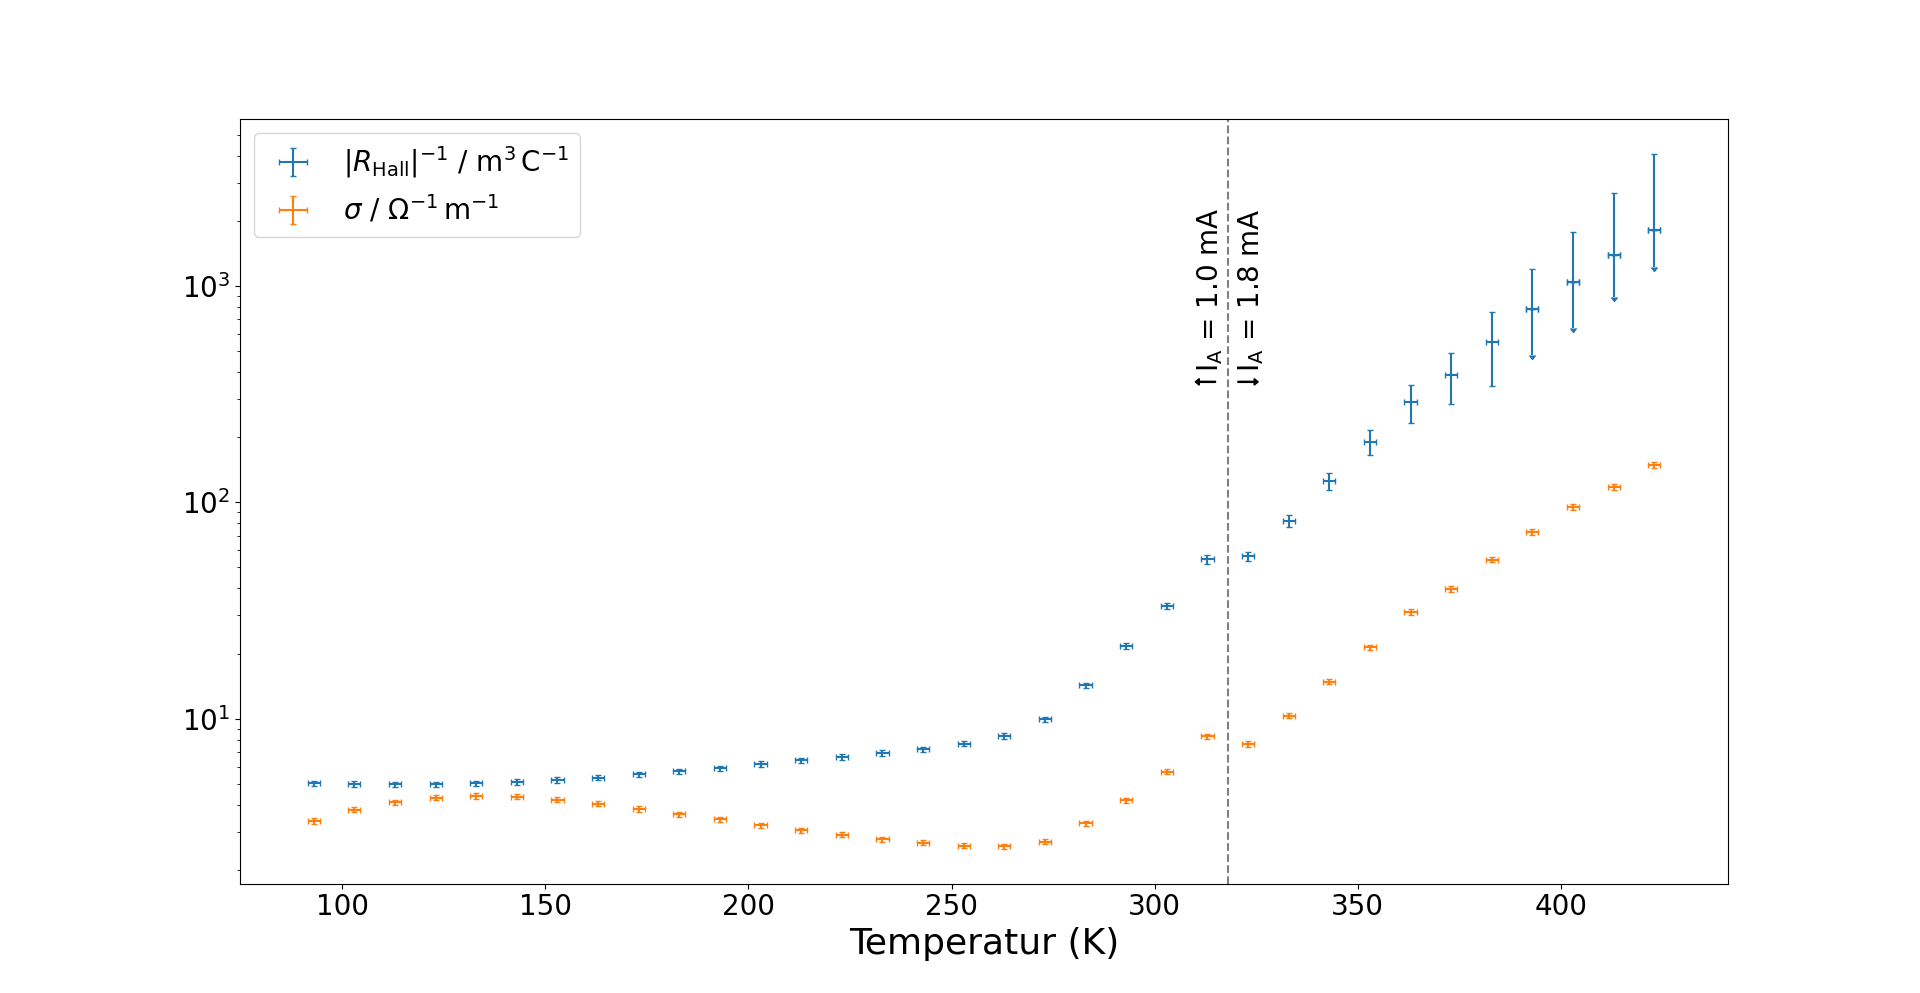 |R_Hall|⁻¹ / m³ C⁻¹
σ / Ω⁻¹ m⁻¹
10³
10²
10¹
↑I_A = 1.0 mA
↓I_A = 1.8 mA
100 150 200 250 300 350 400
Temperatur (K)